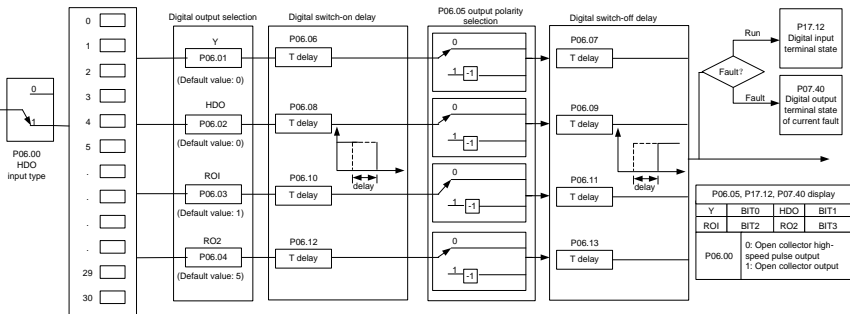 Digital output selection
Digital switch-on delay
P06.05 output polarity
selection
Digital switch-off delay
0
1
2
3
4
5
.
.
.
29
30
0
1
P06.00
HDO
input type
Y
P06.01
(Default value: 0)
HDO
P06.02
(Default value: 0)
ROI
P06.03
(Default value: 1)
RO2
P06.04
(Default value: 5)
P06.06
T delay
P06.08
T delay
delay
P06.10
T delay
P06.12
T delay
0
1 -1
0
1 -1
0
1 -1
0
1 -1
P06.07
T delay
P06.09
T delay
delay
P06.11
T delay
P06.13
T delay
Run
Fault?
Fault
P17.12
Digital input
terminal state
P07.40
Digital output
terminal state
of current fault
P06.05, P17.12, P07.40 display
Y BIT0 HDO BIT1
ROI BIT2 RO2 BIT3
P06.00
0: Open collector high-
speed pulse output
1: Open collector output